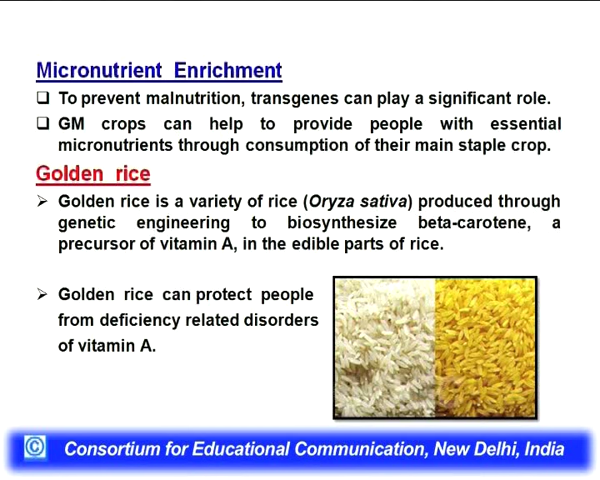 Micronutrient Enrichment
❑ To prevent malnutrition, transgenes can play a significant role.
❑ GM crops can help to provide people with essential
micronutrients through consumption of their main staple crop.
Golden rice
➢ Golden rice is a variety of rice (Oryza sativa) produced through
genetic engineering to biosynthesize beta-carotene, a
precursor of vitamin A, in the edible parts of rice.
➢ Golden rice can protect people
from deficiency related disorders
of vitamin A.
© Consortium for Educational Communication, New Delhi, India